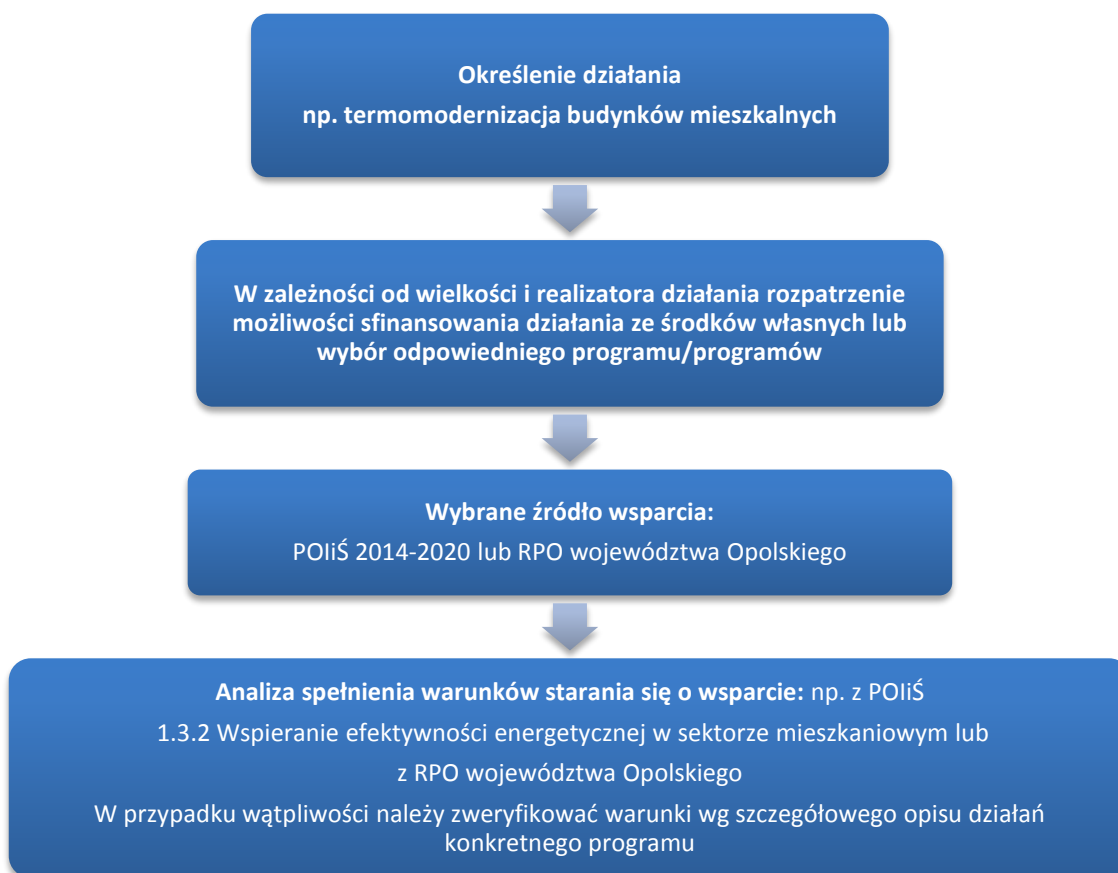 Określenie działania
np. termomodernizacja budynków mieszkalnych
W zależności od wielkości i realizatora działania rozpatrzenie
możliwości sfinansowania działania ze środków własnych lub
wybór odpowiedniego programu/programów
Wybrane źródło wsparcia:
POIiŚ 2014-2020 lub RPO województwa Opolskiego
Analiza spełnienia warunków starania się o wsparcie: np. z POIiŚ
1.3.2 Wspieranie efektywności energetycznej w sektorze mieszkaniowym lub
z RPO województwa Opolskiego
W przypadku wątpliwości należy zweryfikować warunki wg szczegółowego opisu działań
konkretnego programu